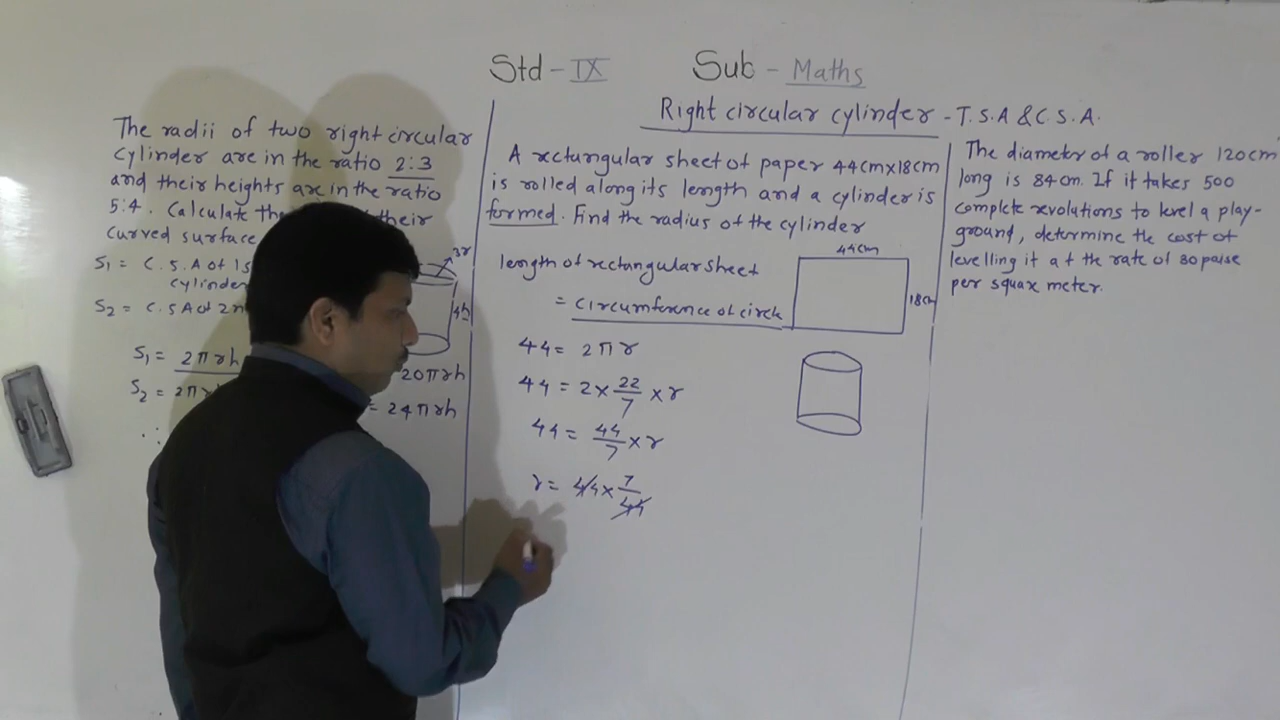 Std - IX Sub - Maths
Right circular cylinder - T.S.A & C.S.A.
The radii of two right circular
cylinder are in the ratio 2:3
and their heights are in the ratio
5:4. Calculate the their
curved surface
S1 = C.S.A of 1s
cylinder
S2 = C.S A of 2n
3r
4h
S1 = 2πrh
S2 = 2π
20πrh
= 24πrh
∴
A rectangular sheet of paper 44cmx18cm
is rolled along its length and a cylinder is
formed. Find the radius of the cylinder
length of rectangular sheet
= circumference of circle
44cm
18cm
44 = 2πr
44 = 2 × 22/7 × r
44 = 44/7 × r
r = 44 × 7/44
The diameter of a roller 120cm
long is 84cm. If it takes 500
complete revolutions to level a play-
ground, determine the cost of
levelling it at the rate of 80 paise
per square meter.